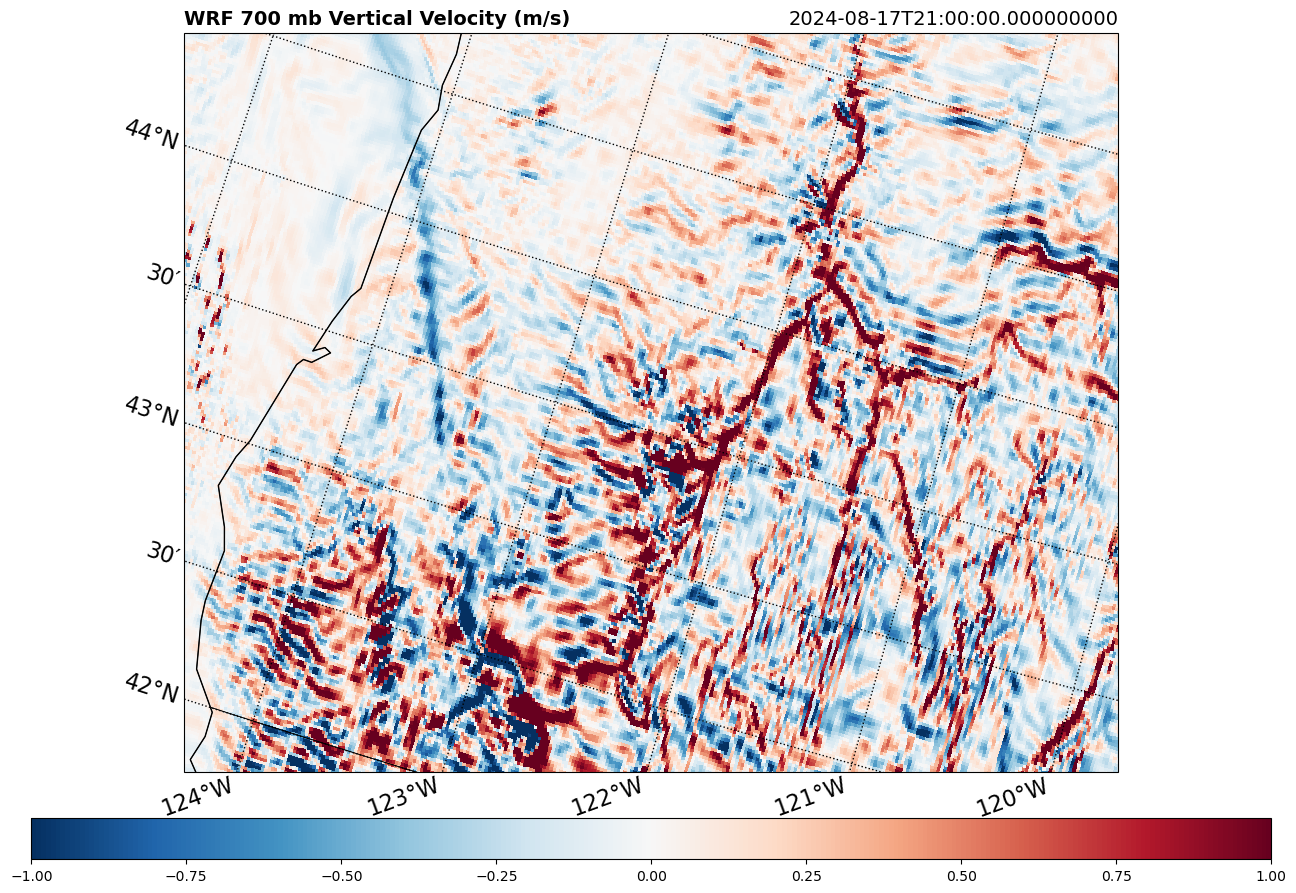 WRF 700 mb Vertical Velocity (m/s)
2024-08-17T21:00:00.000000000
44°N
30′
43°N
30′
42°N
124°W
123°W
122°W
121°W
120°W
−1.00
−0.75
−0.50
−0.25
0.00
0.25
0.50
0.75
1.00